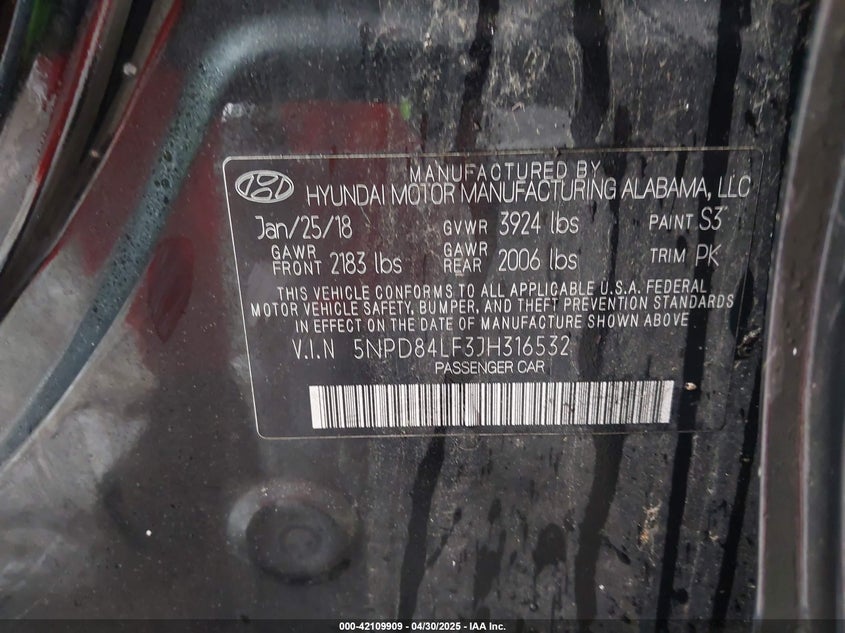 MANUFACTURED BY
HYUNDAI MOTOR MANUFACTURING ALABAMA, LLC
Jan/25/18 GVWR 3924 lbs PAINT S3
GAWR FRONT 2183 lbs GAWR REAR 2006 lbs TRIM PK
THIS VEHICLE CONFORMS TO ALL APPLICABLE U.S.A. FEDERAL
MOTOR VEHICLE SAFETY, BUMPER, AND THEFT PREVENTION STANDARDS
IN EFFECT ON THE DATE OF MANUFACTURE SHOWN ABOVE
V.I.N 5NPD84LF3JH316532
PASSENGER CAR
000-42109909 - 04/30/2025 - IAA Inc.